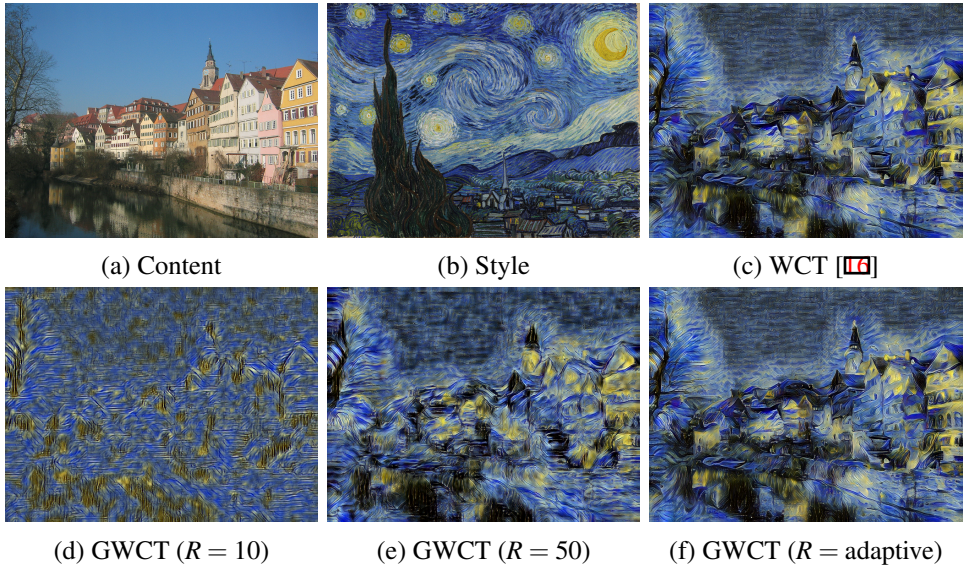 (a) Content
(b) Style
(c) WCT [16]
(d) GWCT (R = 10)
(e) GWCT (R = 50)
(f) GWCT (R = adaptive)